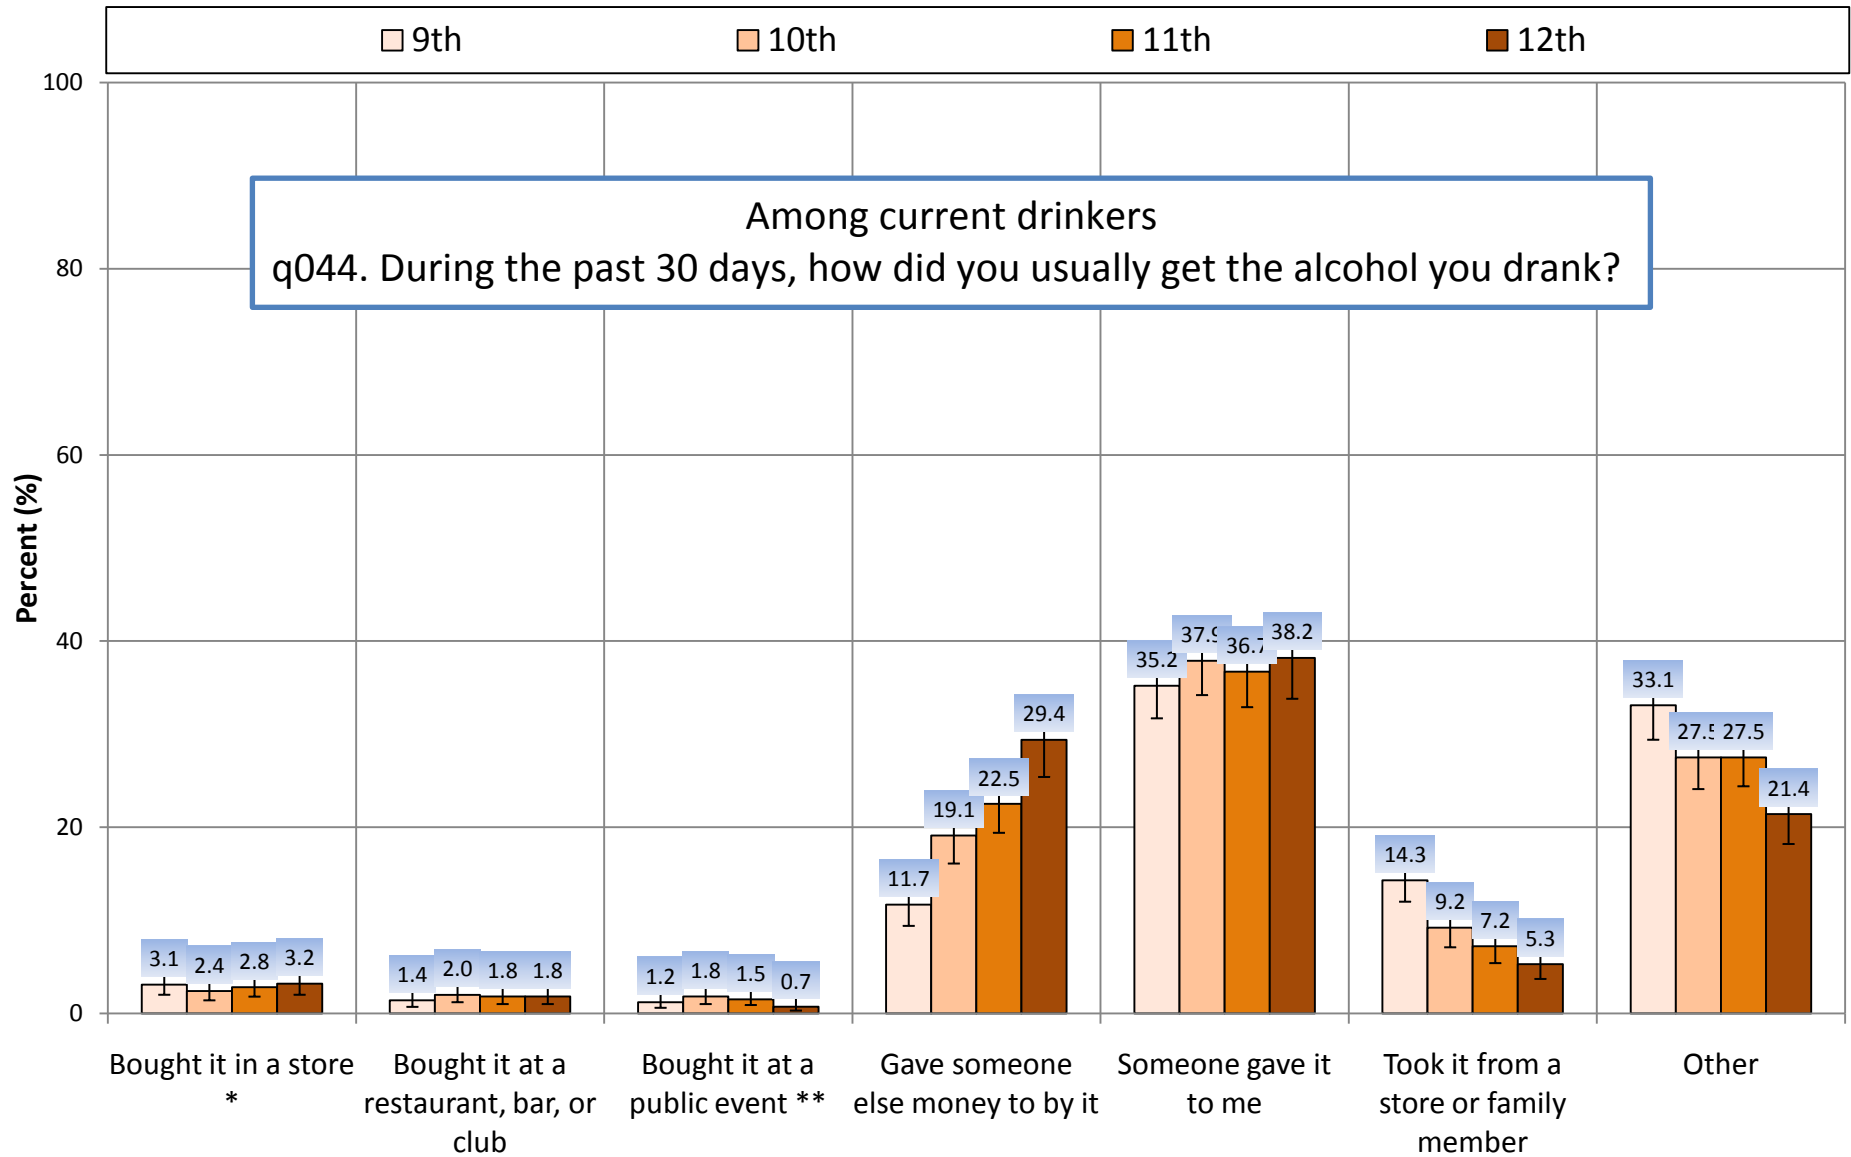 9th 10th 11th 12th
100
80
60
40
20
0
Percent (%)
Among current drinkers
q044. During the past 30 days, how did you usually get the alcohol you drank?
3.1 2.4 2.8 3.2
1.4 2.0 1.8 1.8
1.2 1.8 1.5 0.7
11.7 19.1 22.5 29.4
35.2 37.9 36.7 38.2
14.3 9.2 7.2 5.3
33.1 27.5 27.5 21.4
Bought it in a store
*
Bought it at a
restaurant, bar, or
club
Bought it at a
public event **
Gave someone
else money to by it
Someone gave it
to me
Took it from a
store or family
member
Other